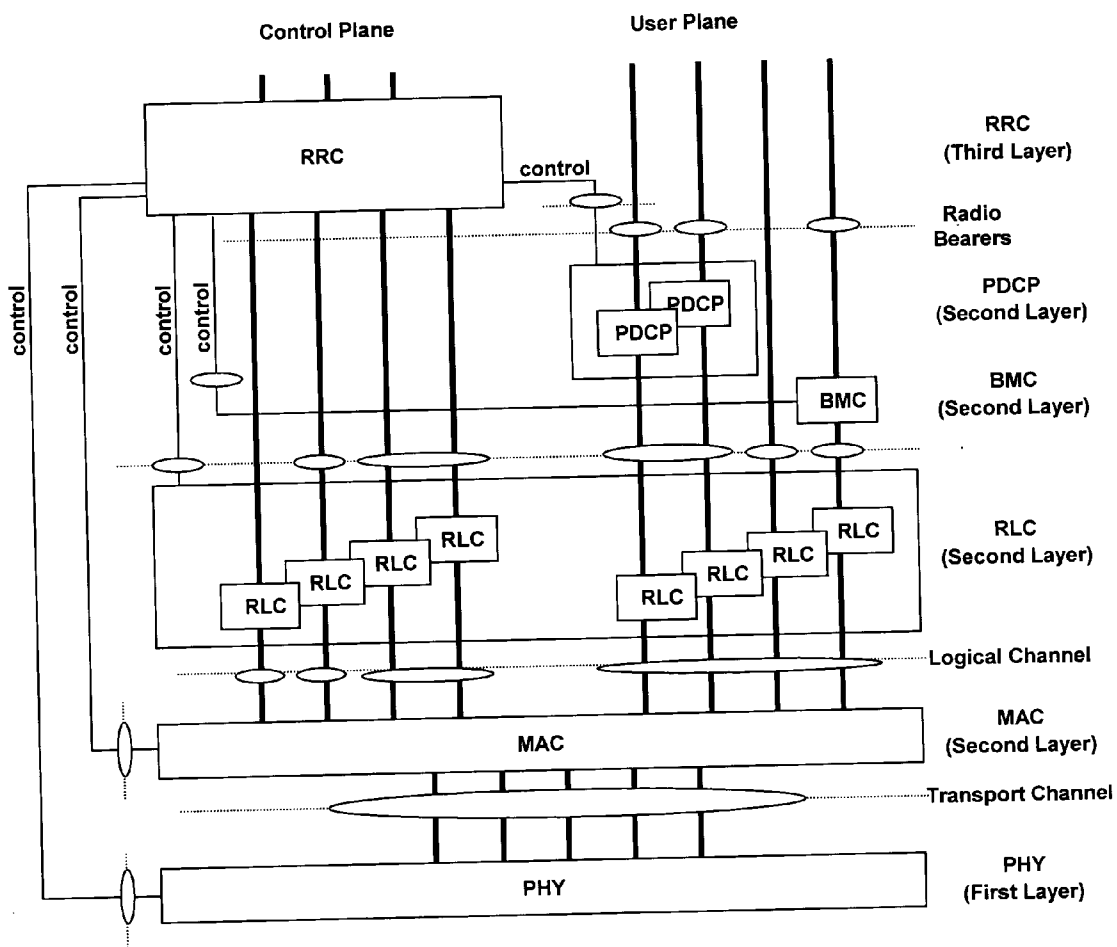 Control Plane
User Plane
RRC
RRC
(Third Layer)
control
Radio
Bearers
control
control
control
control
PDCP
PDCP
PDCP
(Second Layer)
BMC
BMC
(Second Layer)
RLC
RLC
RLC
RLC
RLC
RLC
RLC
RLC
RLC
(Second Layer)
Logical Channel
MAC
MAC
(Second Layer)
Transport Channel
PHY
PHY
(First Layer)